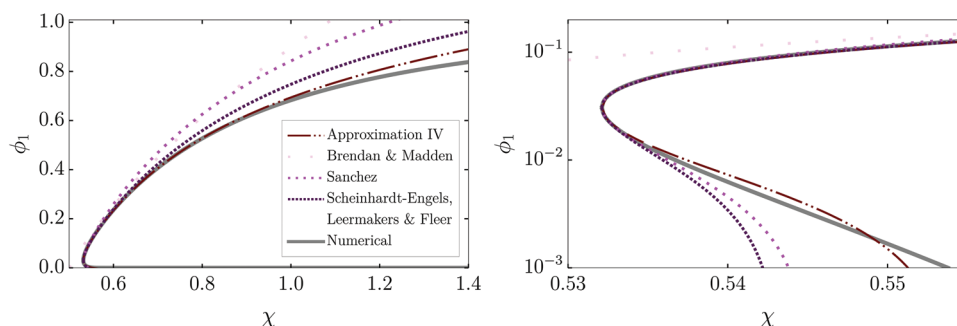 1.0
0.8
0.6
0.4
0.2
0.0
ϕ1
0.6
0.8
1.0
1.2
1.4
χ
Approximation IV
Brendan & Madden
Sanchez
Scheinhardt-Engels,
Leermakers & Fleer
Numerical
10⁻¹
10⁻²
10⁻³
ϕ1
0.53
0.54
0.55
χ